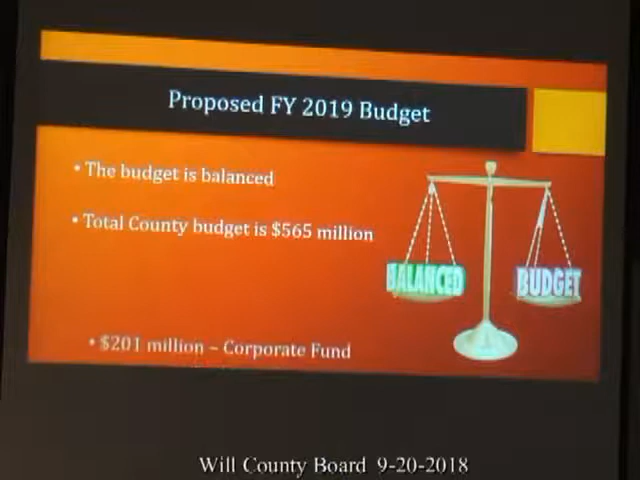 Proposed FY 2019 Budget
• The budget is balanced
• Total County budget is $565 million
BALANCED
BUDGET
• $201 million – Corporate Fund
Will County Board 9-20-2018